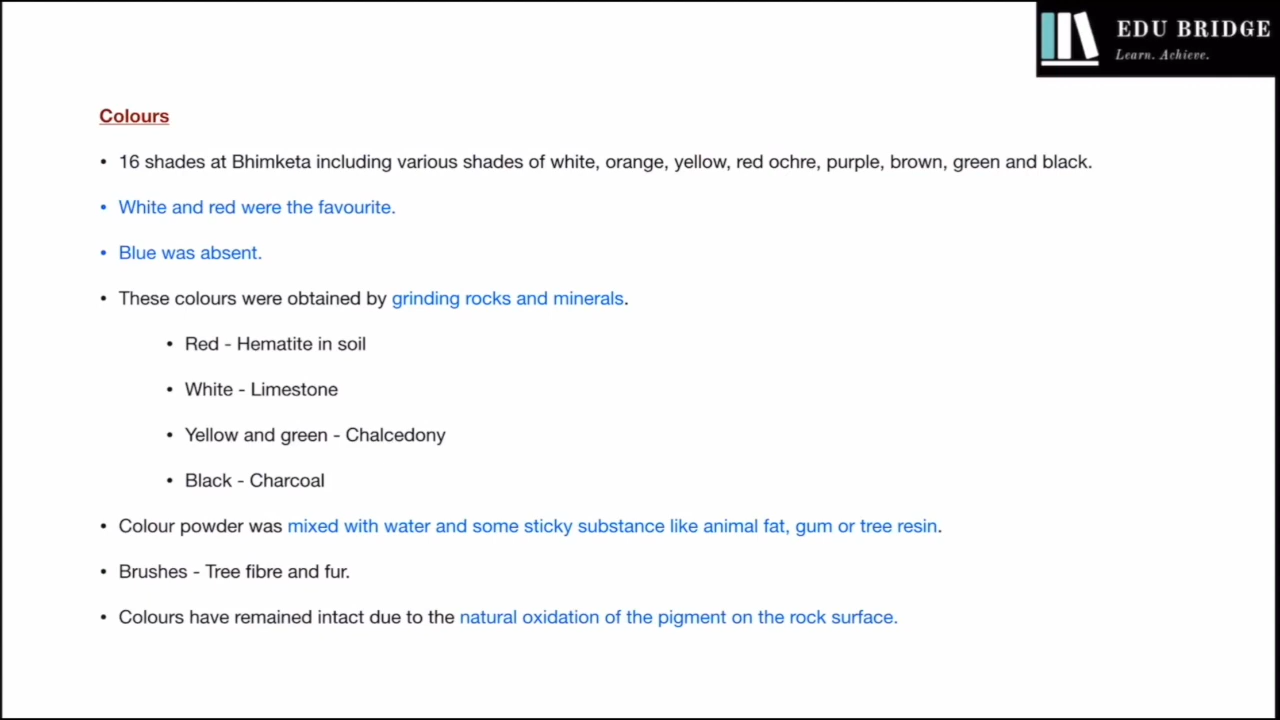 EDU BRIDGE
Learn. Achieve.
Colours
• 16 shades at Bhimketa including various shades of white, orange, yellow, red ochre, purple, brown, green and black.
• White and red were the favourite.
• Blue was absent.
• These colours were obtained by grinding rocks and minerals.
• Red - Hematite in soil
• White - Limestone
• Yellow and green - Chalcedony
• Black - Charcoal
• Colour powder was mixed with water and some sticky substance like animal fat, gum or tree resin.
• Brushes - Tree fibre and fur.
• Colours have remained intact due to the natural oxidation of the pigment on the rock surface.